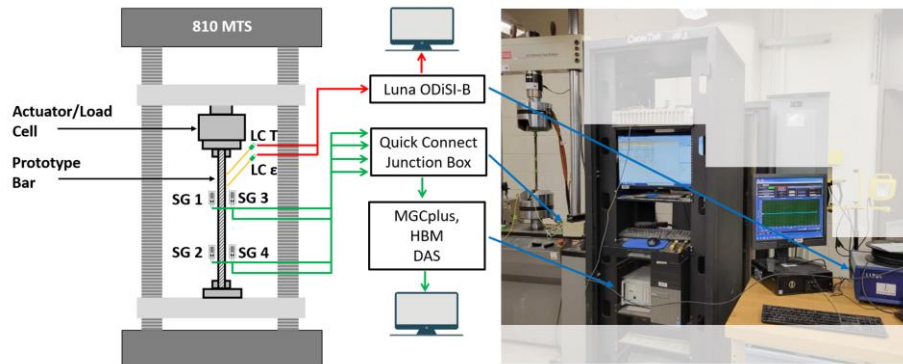 810 MTS
Luna ODiSI-B
Actuator/Load
Cell
LC T
LC ε
Quick Connect
Junction Box
Prototype
Bar
SG 1
SG 3
MGCplus,
HBM
DAS
SG 2
SG 4